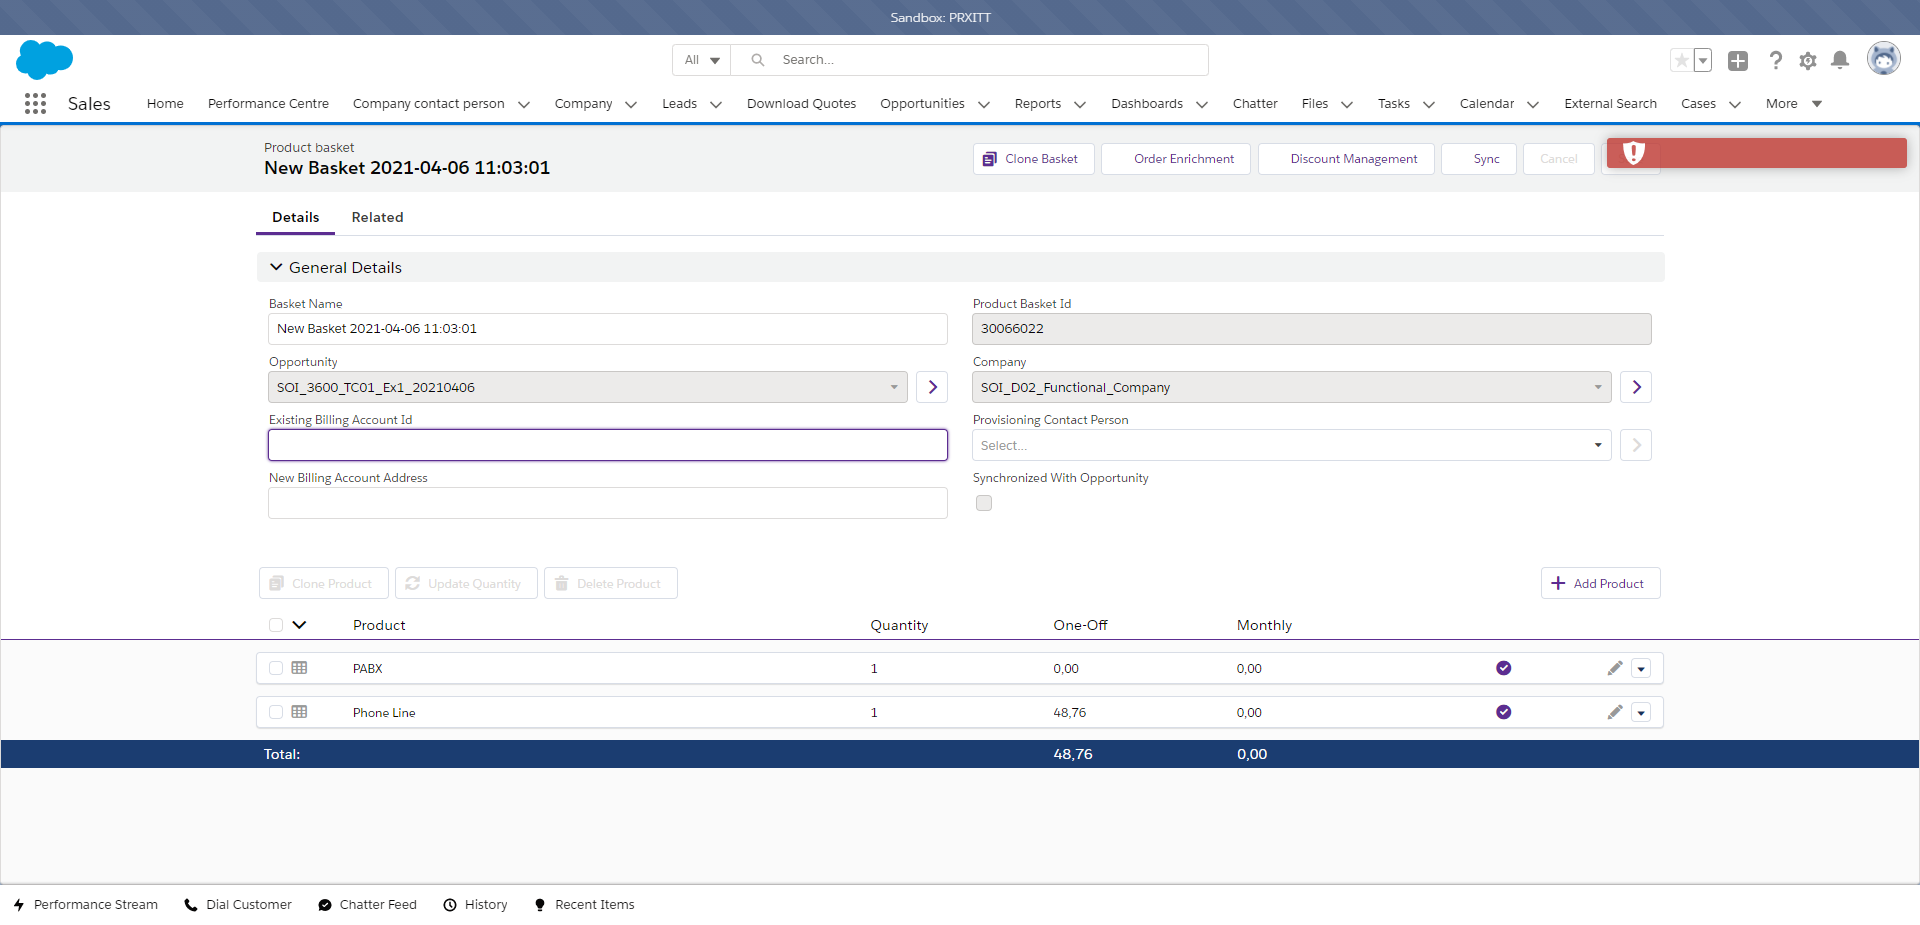 Sandbox: PRXITT
All
Search...
Sales
Home
Performance Centre
Company contact person
Company
Leads
Download Quotes
Opportunities
Reports
Dashboards
Chatter
Files
Tasks
Calendar
External Search
Cases
More
Product basket
New Basket 2021-04-06 11:03:01
Clone Basket
Order Enrichment
Discount Management
Sync
Cancel
Details
Related
General Details
Basket Name
New Basket 2021-04-06 11:03:01
Product Basket Id
30066022
Opportunity
SOI_3600_TC01_Ex1_20210406
Company
SOI_D02_Functional_Company
Existing Billing Account Id
Provisioning Contact Person
Select...
New Billing Account Address
Synchronized With Opportunity
Clone Product
Update Quantity
Delete Product
Add Product
Product Quantity One-Off Monthly
PABX 1 0,00 0,00
Phone Line 1 48,76 0,00
Total: 48,76 0,00
Performance Stream
Dial Customer
Chatter Feed
History
Recent Items